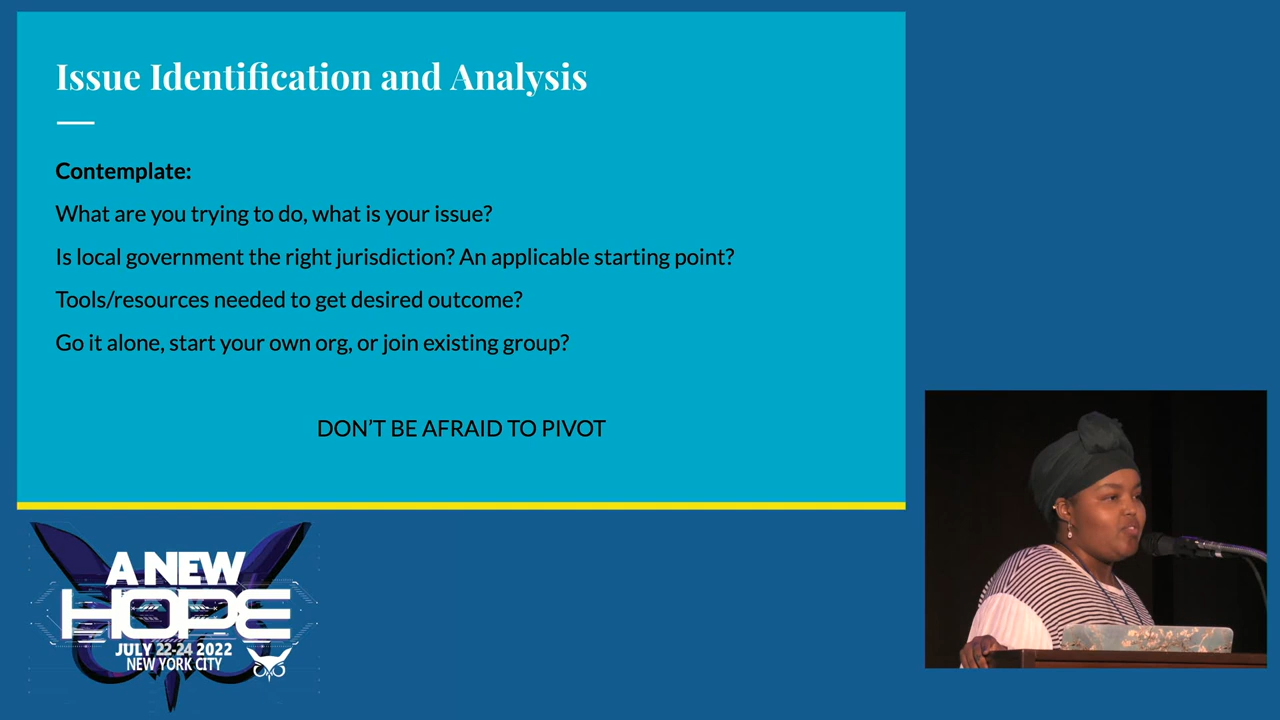 Issue Identification and Analysis
Contemplate:
What are you trying to do, what is your issue?
Is local government the right jurisdiction? An applicable starting point?
Tools/resources needed to get desired outcome?
Go it alone, start your own org, or join existing group?
DON'T BE AFRAID TO PIVOT
A NEW
HOPE
JULY 22-24 2022
NEW YORK CITY